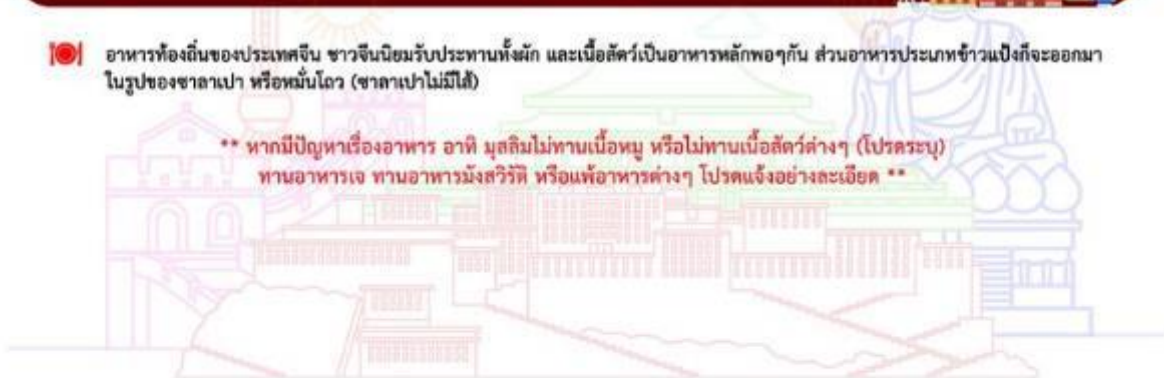 อาหารท้องถิ่นของประเทศจีน ชาวจีนนิยมรับประทานทั้งผัก และเนื้อสัตว์เป็นอาหารหลักพอๆกัน ส่วนอาหารประเภทข้าวแป้งก็จะออกมา
ในรูปของซาลาเปา หรือหมั่นโถว (ซาลาเปาไม่มีไส้)
** หากมีปัญหาเรื่องอาหาร อาทิ มุสลิมไม่ทานเนื้อหมู หรือไม่ทานเนื้อสัตว์ต่างๆ (โปรดระบุ)
ทานอาหารเจ ทานอาหารมังสวิรัติ หรือแพ้อาหารต่างๆ โปรดแจ้งอย่างละเอียด **